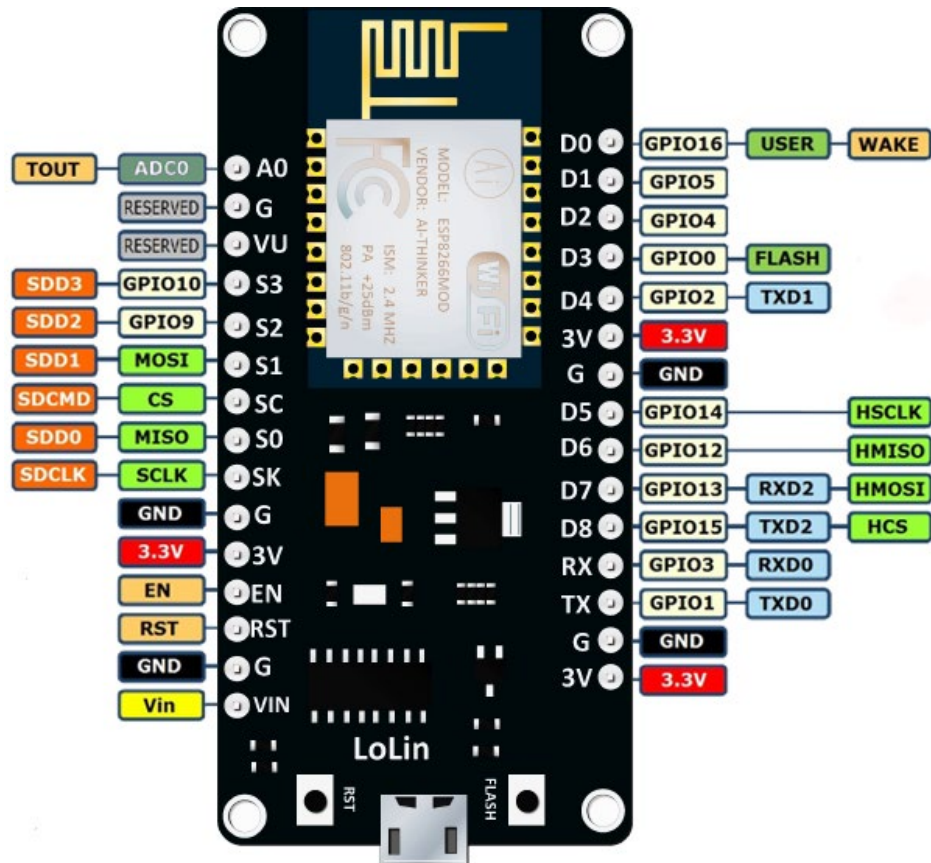 D0 GPIO16 USER WAKE
TOUT ADC0 A0
D1 GPIO5
RESERVED G
D2 GPIO4
RESERVED VU
D3 GPIO0 FLASH
SDD3 GPIO10 S3
D4 GPIO2 TXD1
SDD2 GPIO9 S2
3V 3.3V
SDD1 MOSI S1
G GND
SDCMD CS SC
D5 GPIO14 HSCLK
SDD0 MISO S0
D6 GPIO12 HMISO
SDCLK SCLK SK
D7 GPIO13 RXD2 HMOSI
GND G
D8 GPIO15 TXD2 HCS
3.3V 3V
RX GPIO3 RXD0
EN EN
TX GPIO1 TXD0
RST RST
G GND
GND G
3V 3.3V
Vin VIN
Ai
WiFi
FCC
MODEL: ESP8266MOD
VENDOR: AI-THINKER
ISM: 2.4 MHZ
PA +25dBm
802.11b/g/n
LoLin
RST
FLASH